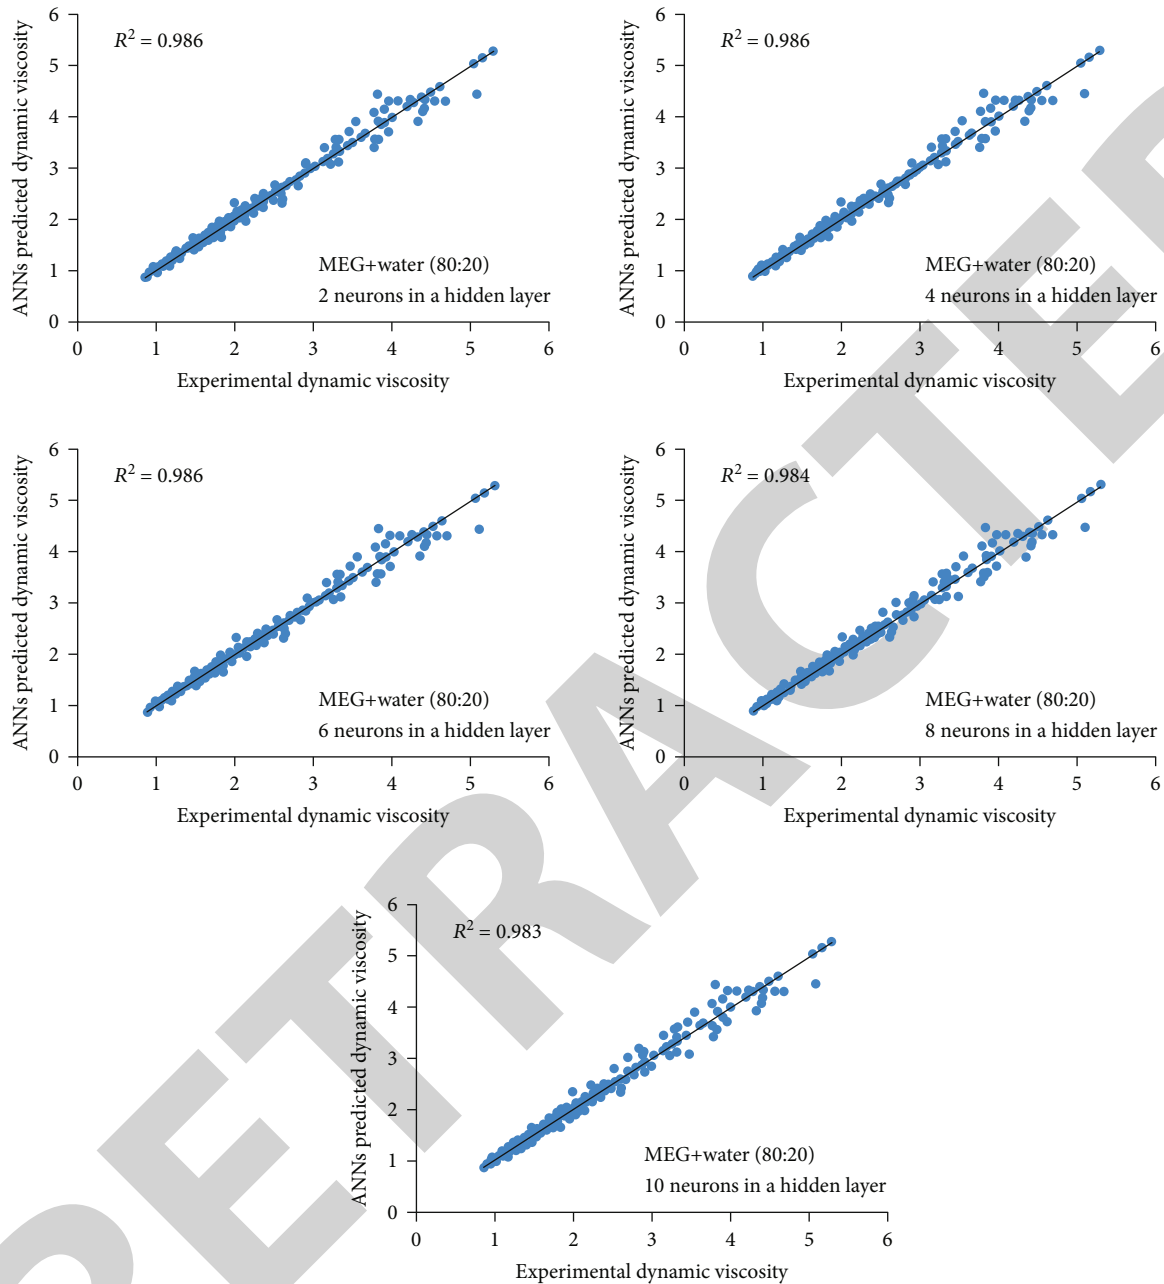 6
5
4
3
2
1
0
ANNs predicted dynamic viscosity
R² = 0.986
MEG+water (80:20)
2 neurons in a hidden layer
0 1 2 3 4 5 6
Experimental dynamic viscosity
6
5
4
3
2
1
0
ANNs predicted dynamic viscosity
R² = 0.986
MEG+water (80:20)
4 neurons in a hidden layer
0 1 2 3 4 5 6
Experimental dynamic viscosity
6
5
4
3
2
1
0
ANNs predicted dynamic viscosity
R² = 0.986
MEG+water (80:20)
6 neurons in a hidden layer
0 1 2 3 4 5 6
Experimental dynamic viscosity
6
5
4
3
2
1
0
ANNs predicted dynamic viscosity
R² = 0.984
MEG+water (80:20)
8 neurons in a hidden layer
0 1 2 3 4 5 6
Experimental dynamic viscosity
6
5
4
3
2
1
0
ANNs predicted dynamic viscosity
R² = 0.983
MEG+water (80:20)
10 neurons in a hidden layer
0 1 2 3 4 5 6
Experimental dynamic viscosity